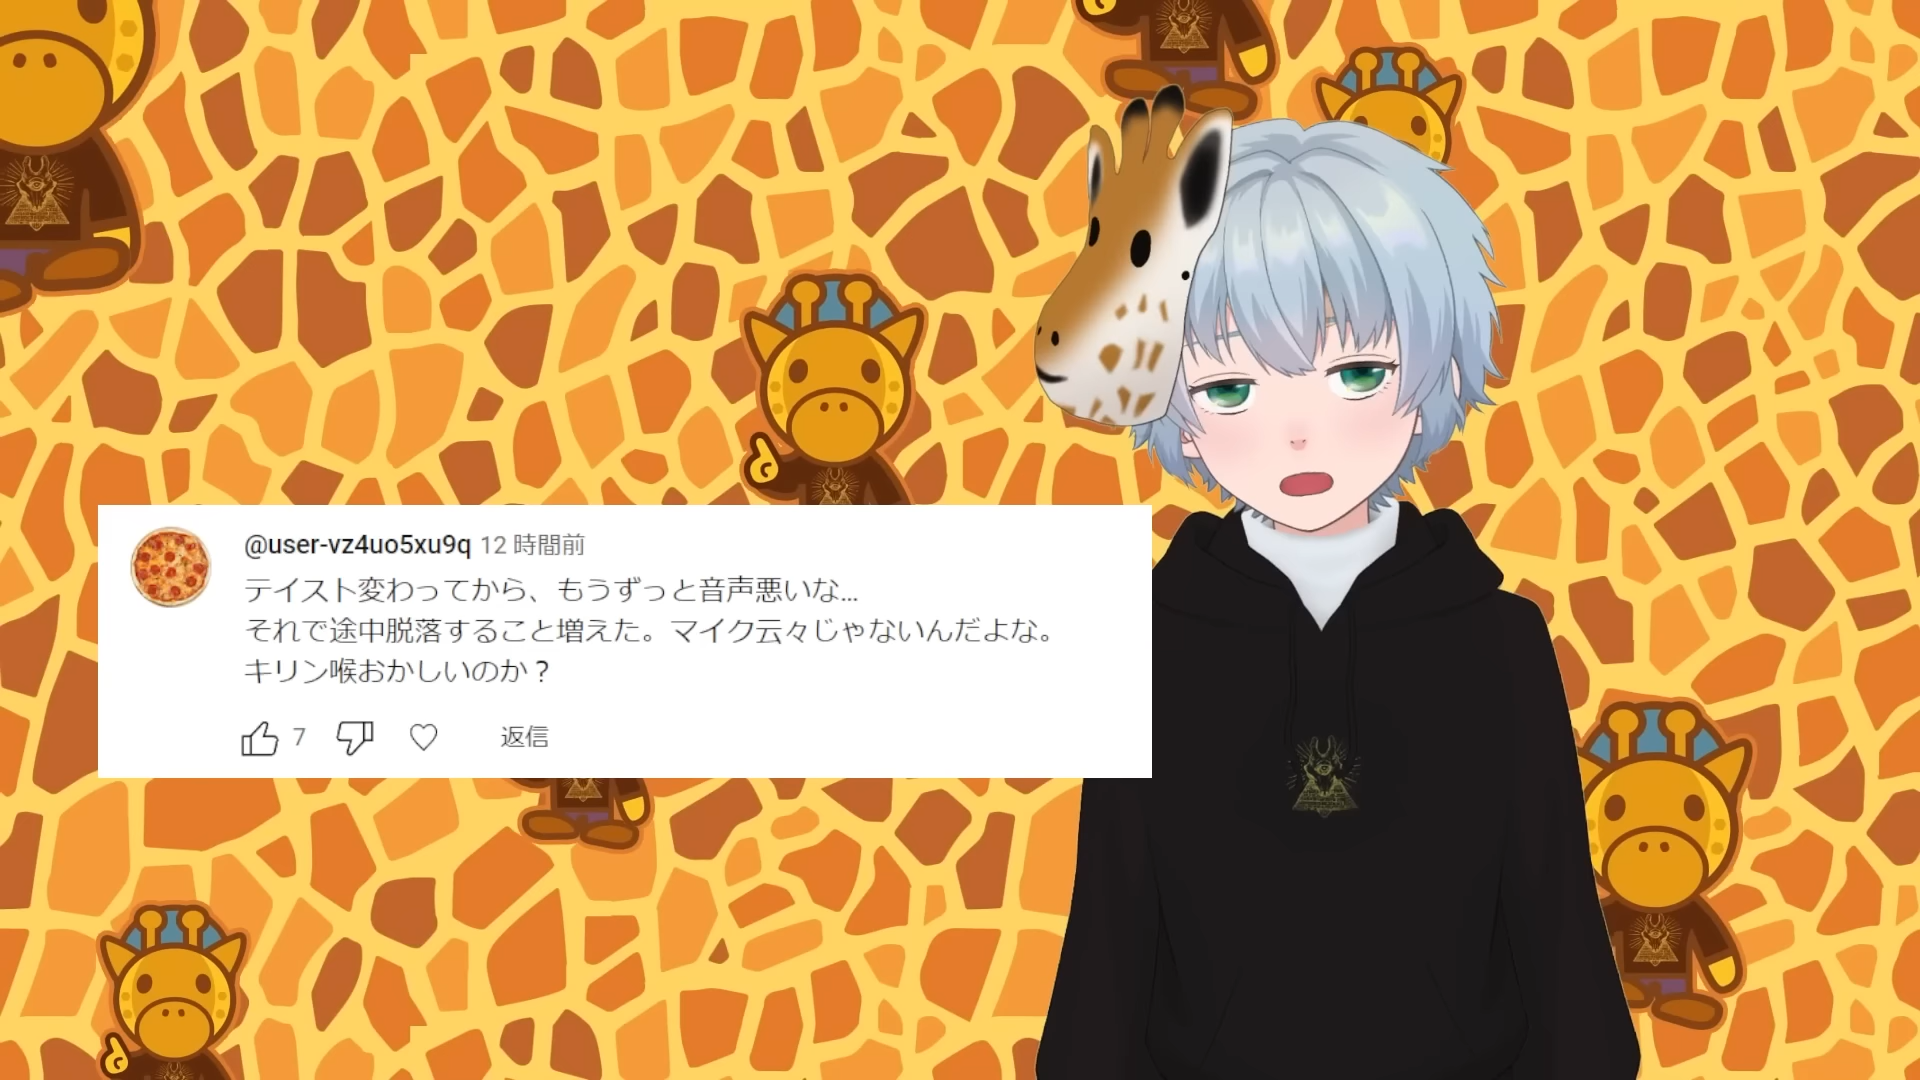 @user-vz4uo5xu9q 12 時間前
テイスト変わってから、もうずっと音声悪いな...
それで途中脱落すること増えた。マイク云々じゃないんだよな。
キリン喉おかしいのか？
7 返信